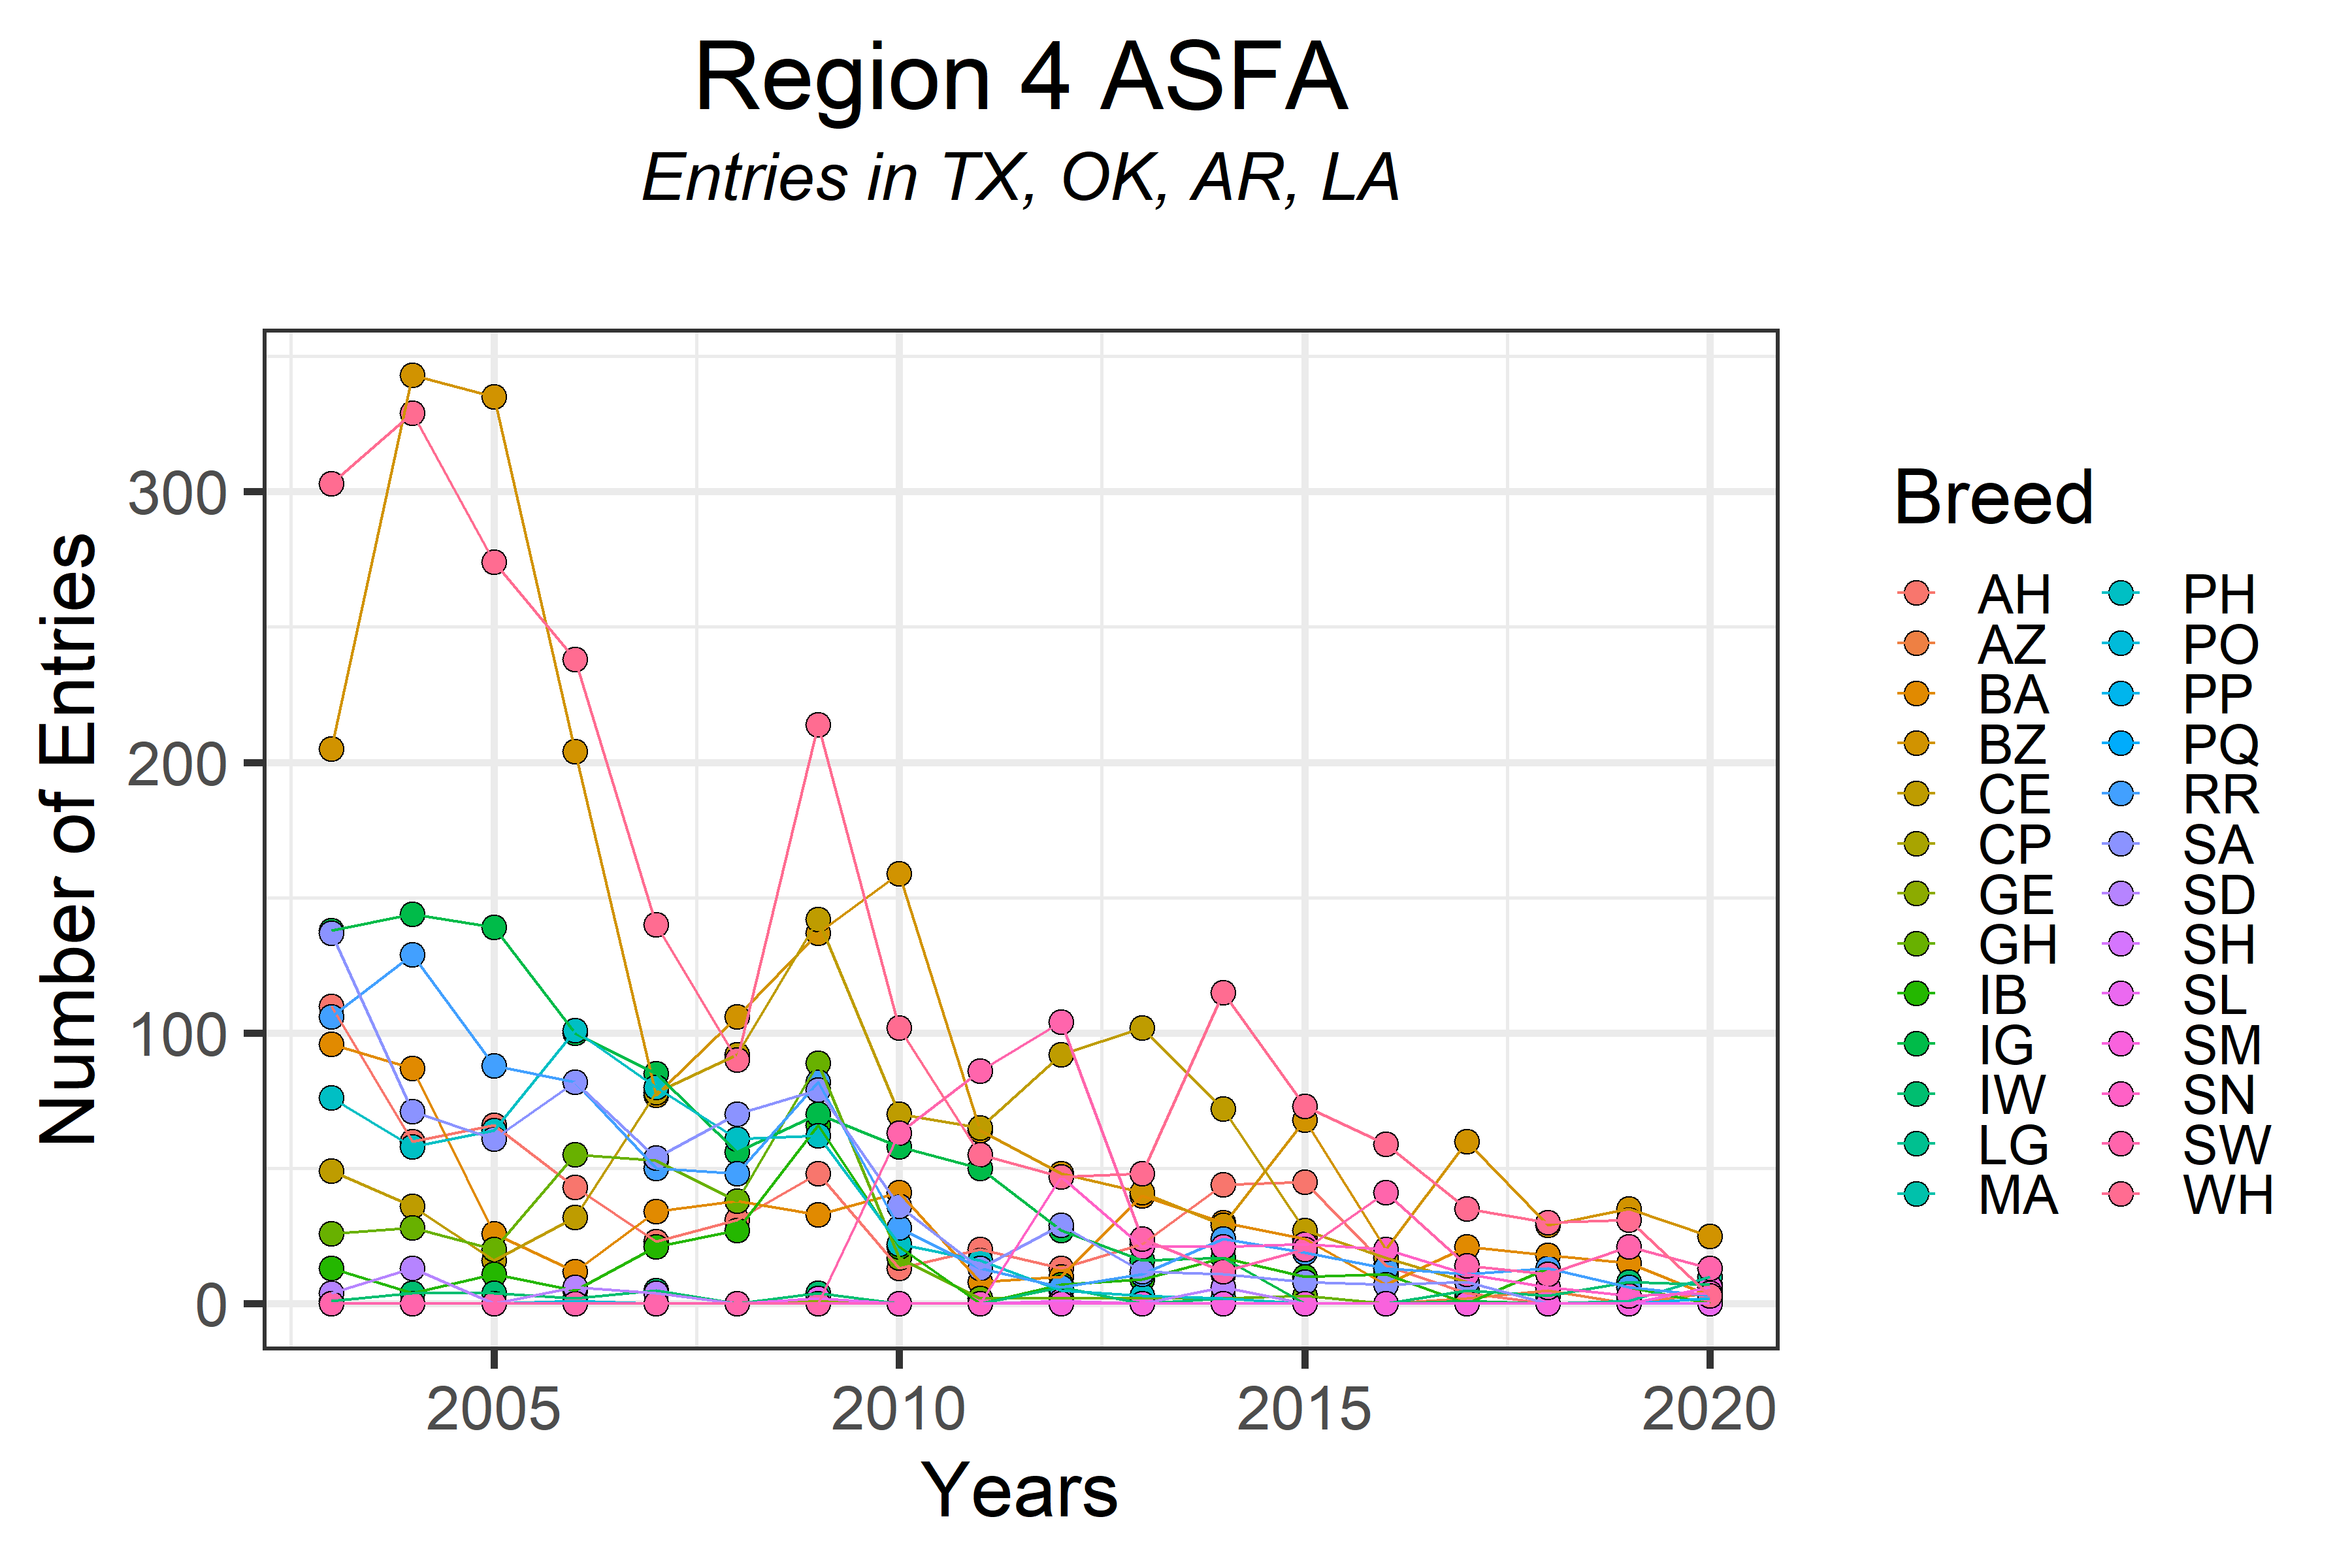 Region 4 ASFA
Entries in TX, OK, AR, LA
Number of Entries
300
200
100
0
2005
2010
2015
2020
Years
Breed
AH
AZ
BA
BZ
CE
CP
GE
GH
IB
IG
IW
LG
MA
PH
PO
PP
PQ
RR
SA
SD
SH
SL
SM
SN
SW
WH